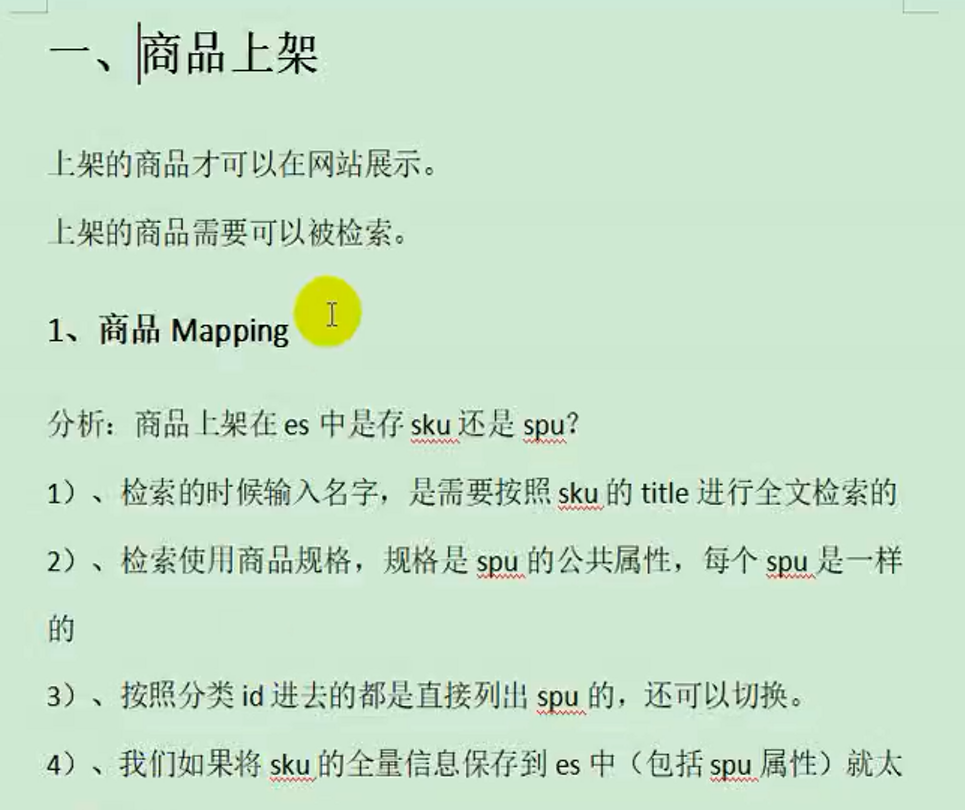 一、商品上架
上架的商品才可以在网站展示。
上架的商品需要可以被检索。
1、商品 Mapping
分析：商品上架在 es 中是存 sku 还是 spu？
1）、检索的时候输入名字，是需要按照 sku 的 title 进行全文检索的
2）、检索使用商品规格，规格是 spu 的公共属性，每个 spu 是一样
的
3）、按照分类 id 进去的都是直接列出 spu 的，还可以切换。
4）、我们如果将 sku 的全量信息保存到 es 中（包括 spu 属性）就太